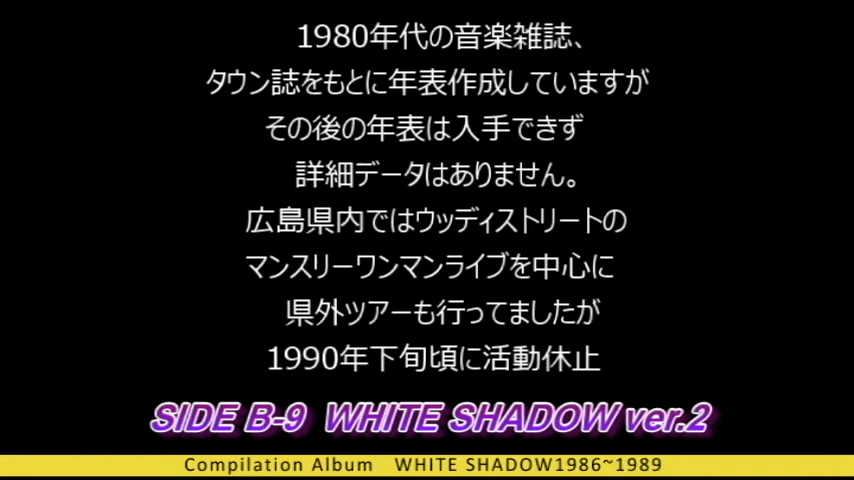 1980年代の音楽雑誌、
タウン誌をもとに年表作成していますが
その後の年表は入手できず
詳細データはありません。
広島県内ではウッディストリートの
マンスリーワンマンライブを中心に
県外ツアーも行ってましたが
1990年下旬頃に活動休止
SIDE B-9 WHITE SHADOW ver.2
Compilation Album WHITE SHADOW1986~1989